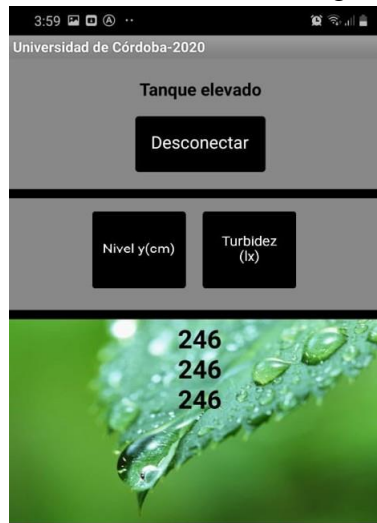 3:59
Universidad de Córdoba-2020
Tanque elevado
Desconectar
Nivel y(cm)
Turbidez
(lx)
246
246
246